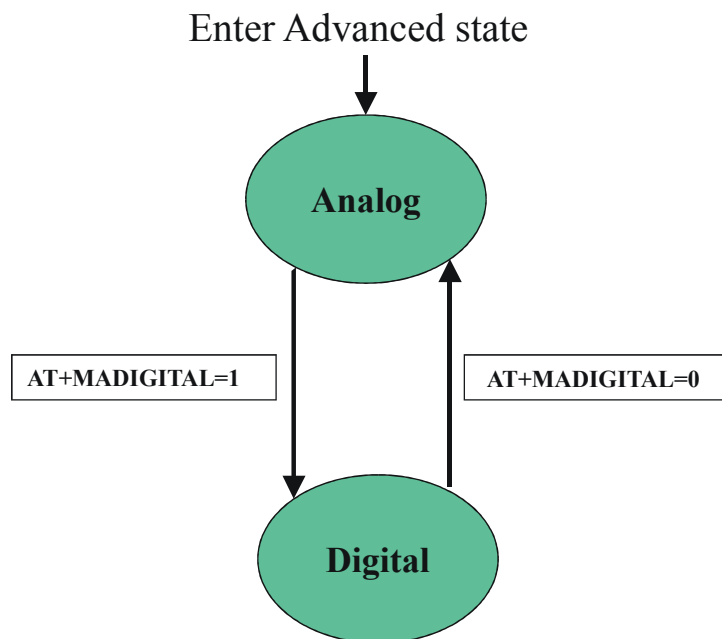 Enter Advanced state
Analog
AT+MADIGITAL=1
AT+MADIGITAL=0
Digital